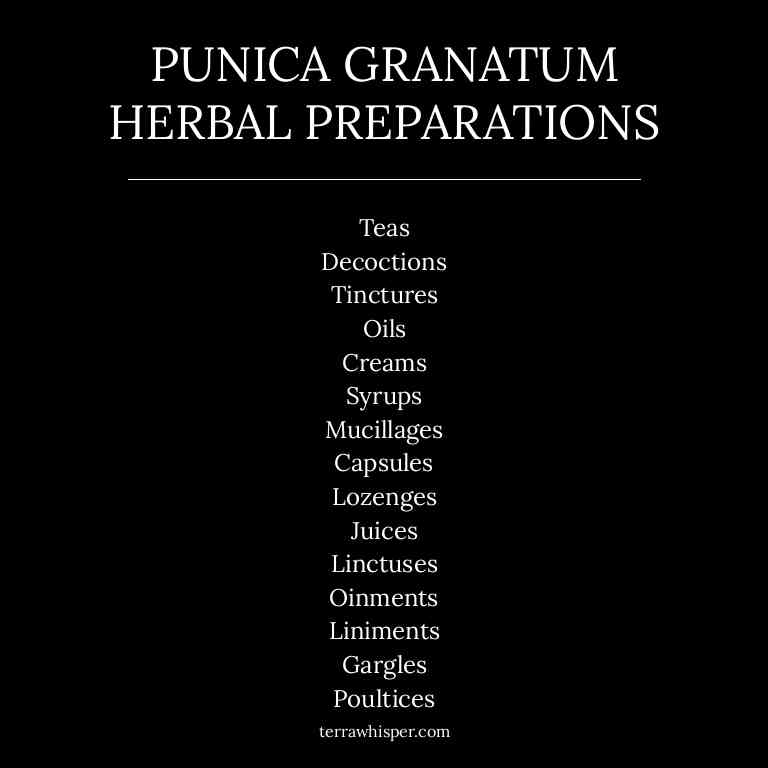 PUNICA GRANATUM
HERBAL PREPARATIONS
Teas
Decoctions
Tinctures
Oils
Creams
Syrups
Mucillages
Capsules
Lozenges
Juices
Linctuses
Oinments
Liniments
Gargles
Poultices
terrawhisper.com